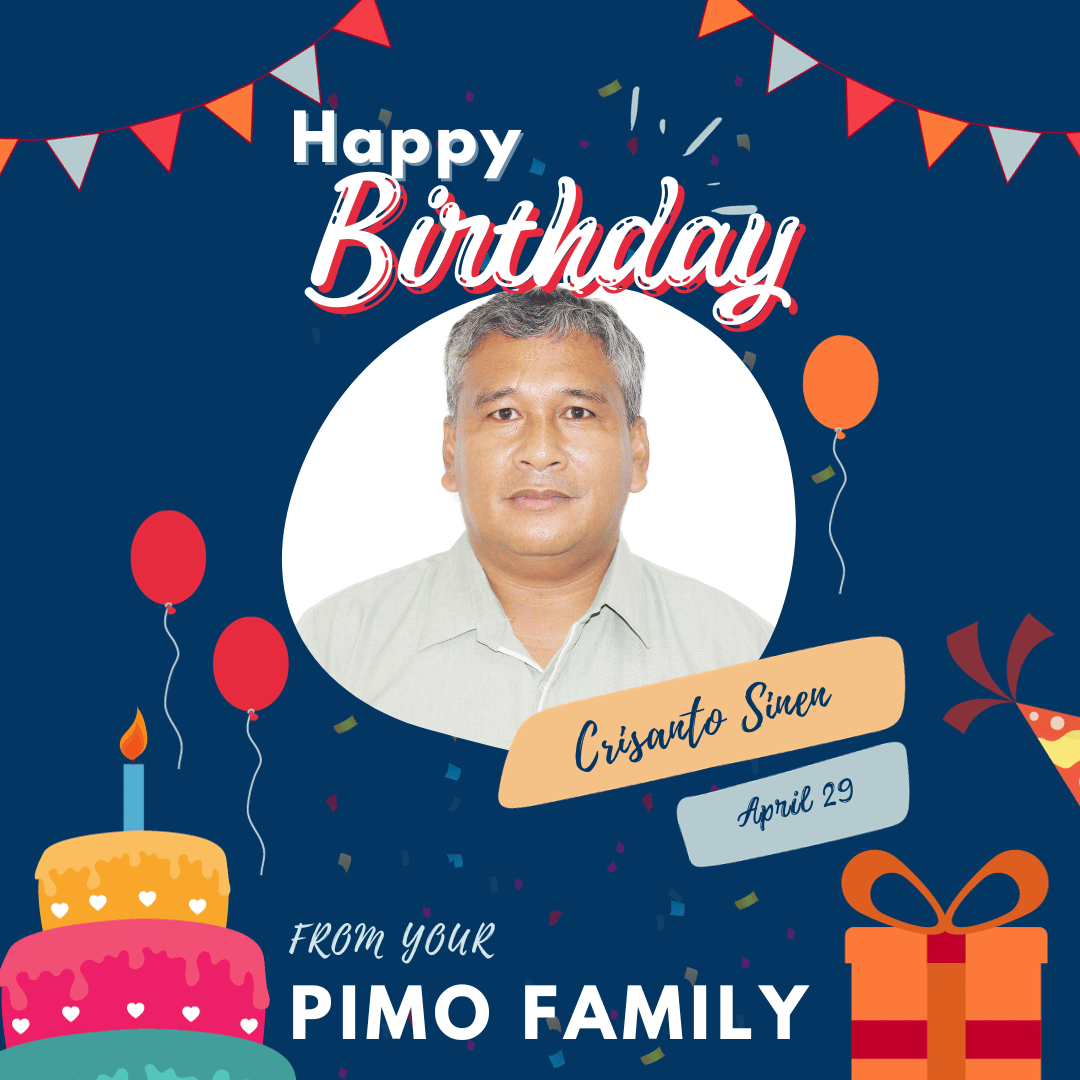 Happy
Birthday
Crisanto Sinen
April 29
FROM YOUR
PIMO FAMILY